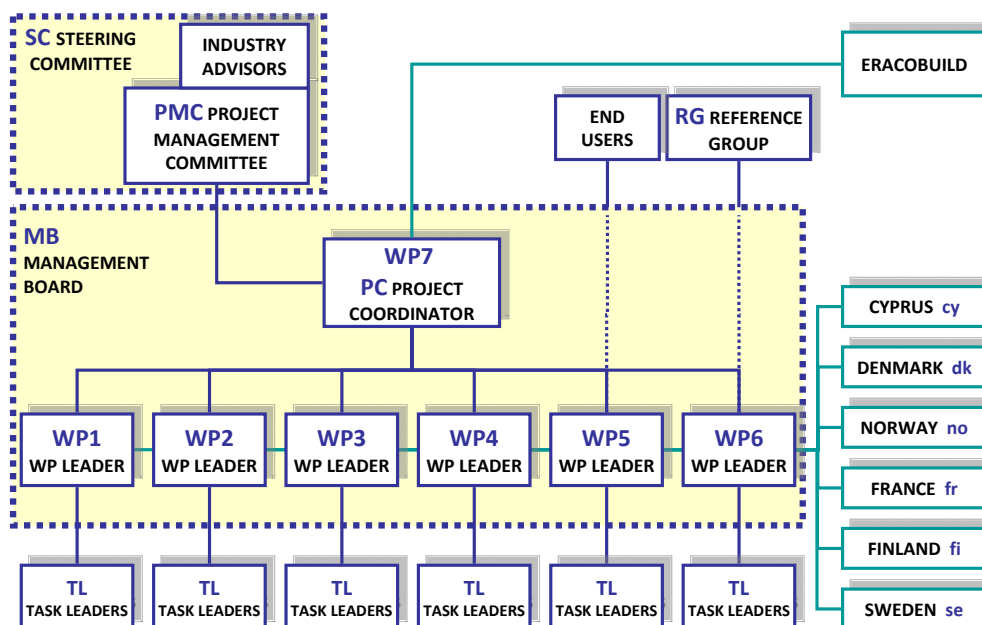 SC STEERING
COMMITTEE
INDUSTRY
ADVISORS
PMC PROJECT
MANAGEMENT
COMMITTEE
ERACOBUILD
END
USERS
RG REFERENCE
GROUP
MB
MANAGEMENT
BOARD
WP7
PC PROJECT
COORDINATOR
WP1
WP LEADER
WP2
WP LEADER
WP3
WP LEADER
WP4
WP LEADER
WP5
WP LEADER
WP6
WP LEADER
CYPRUS cy
DENMARK dk
NORWAY no
FRANCE fr
FINLAND fi
SWEDEN se
TL
TASK LEADERS
TL
TASK LEADERS
TL
TASK LEADERS
TL
TASK LEADERS
TL
TASK LEADERS
TL
TASK LEADERS